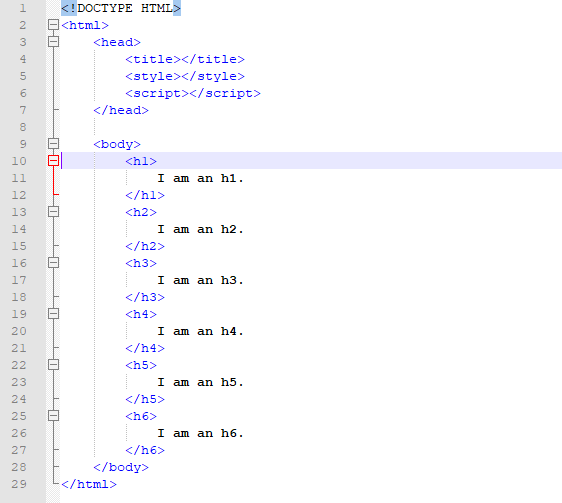 1 <!DOCTYPE HTML>
2 <html>
3     <head>
4         <title></title>
5         <style></style>
6         <script></script>
7     </head>
8
9     <body>
10         <h1>
11             I am an h1.
12         </h1>
13         <h2>
14             I am an h2.
15         </h2>
16         <h3>
17             I am an h3.
18         </h3>
19         <h4>
20             I am an h4.
21         </h4>
22         <h5>
23             I am an h5.
24         </h5>
25         <h6>
26             I am an h6.
27         </h6>
28     </body>
29 </html>